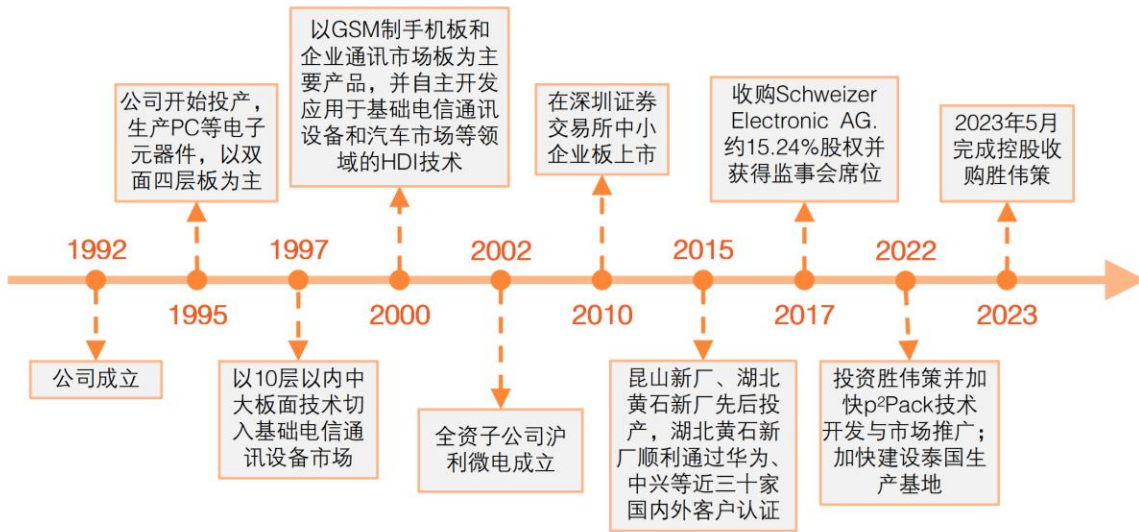 以GSM制手机板和
企业通讯市场板为主
要产品，并自主开发
应用于基础电信通讯
设备和汽车市场等领
域的HDI技术
公司开始投产，
生产PC等电子
元器件，以双
面四层板为主
在深圳证券
交易所中小
企业板上市
收购Schweizer
Electronic AG.
约15.24%股权并
获得监事会席位
2023年5月
完成控股收
购胜伟策
1992
1997
2002
2015
2022
1995
2000
2010
2017
2023
公司成立
以10层以内中
大板面技术切
入基础电信通
讯设备市场
全资子公司沪
利微电成立
昆山新厂、湖北
黄石新厂先后投
产，湖北黄石新
厂顺利通过华为、
中兴等近三十家
国内外客户认证
投资胜伟策并加
快p²Pack技术
开发与市场推广；
加快建设泰国生
产基地